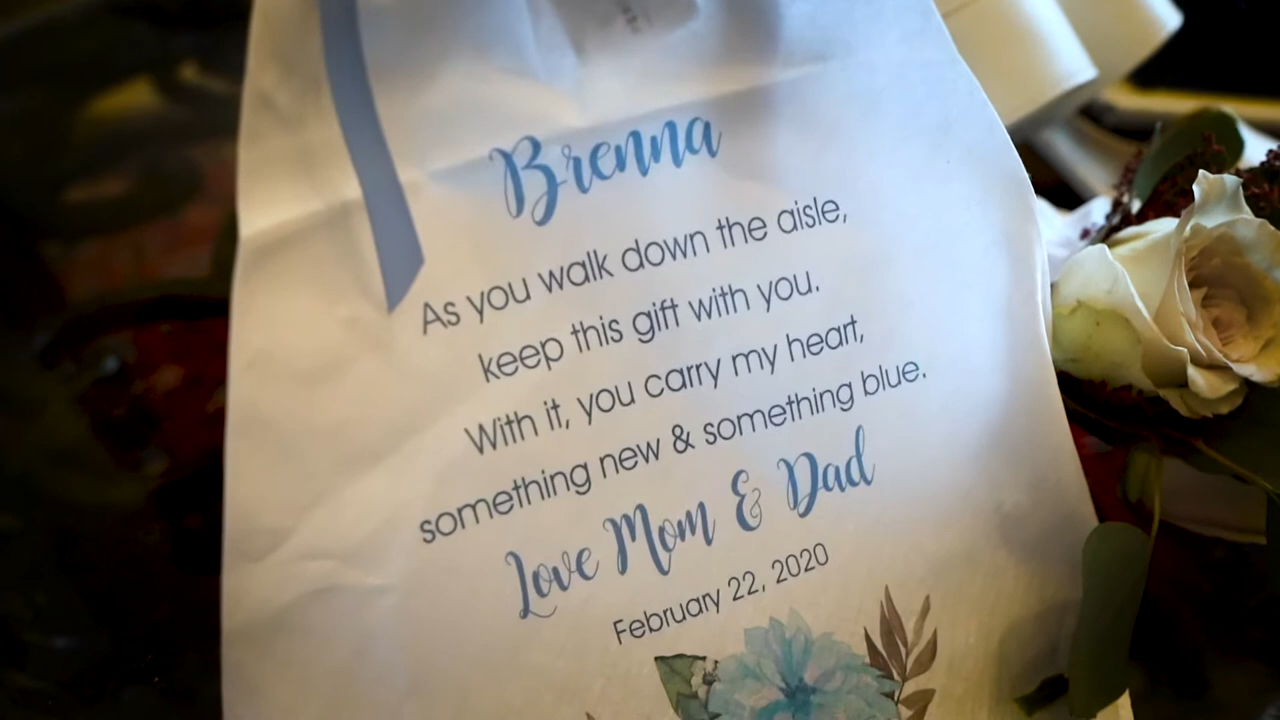 Brenna
As you walk down the aisle,
keep this gift with you.
With it, you carry my heart,
something new & something blue.
Love Mom & Dad
February 22, 2020